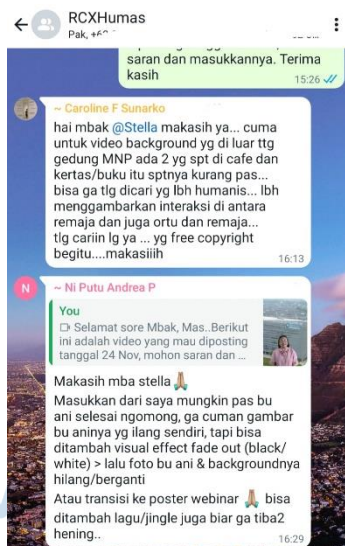 RCXHumas
Pak,
saran dan masukkannya. Terima
kasih
15:26
~ Caroline F Sunarko
hai mbak @Stella makasih ya... cuma
untuk video background yg di luar ttg
gedung MNP ada 2 yg spt di cafe dan
kertas/buku itu sptnya kurang pas...
bisa ga tlg dicari yg lbh humanis... lbh
menggambarkan interaksi di antara
remaja dan juga ortu dan remaja...
tlg cariin lg ya ... yg free copyright
begitu....makasiiih
16:13
N
~ Ni Putu Andrea P
You
Selamat sore Mbak, Mas..Berikut
ini adalah video yang mau diposting
tanggal 24 Nov, mohon saran dan ...
Makasih mba stella 🙏🏼
Masukkan dari saya mungkin pas bu
ani selesai ngomong, ga cuman gambar
bu aninya yg ilang sendiri, tapi bisa
ditambah visual effect fade out (black/
white) > lalu foto bu ani & backgroundnya
hilang/berganti
Atau transisi ke poster webinar 🙏🏼 bisa
ditambah lagu/jingle juga biar ga tiba2
hening..
16:29